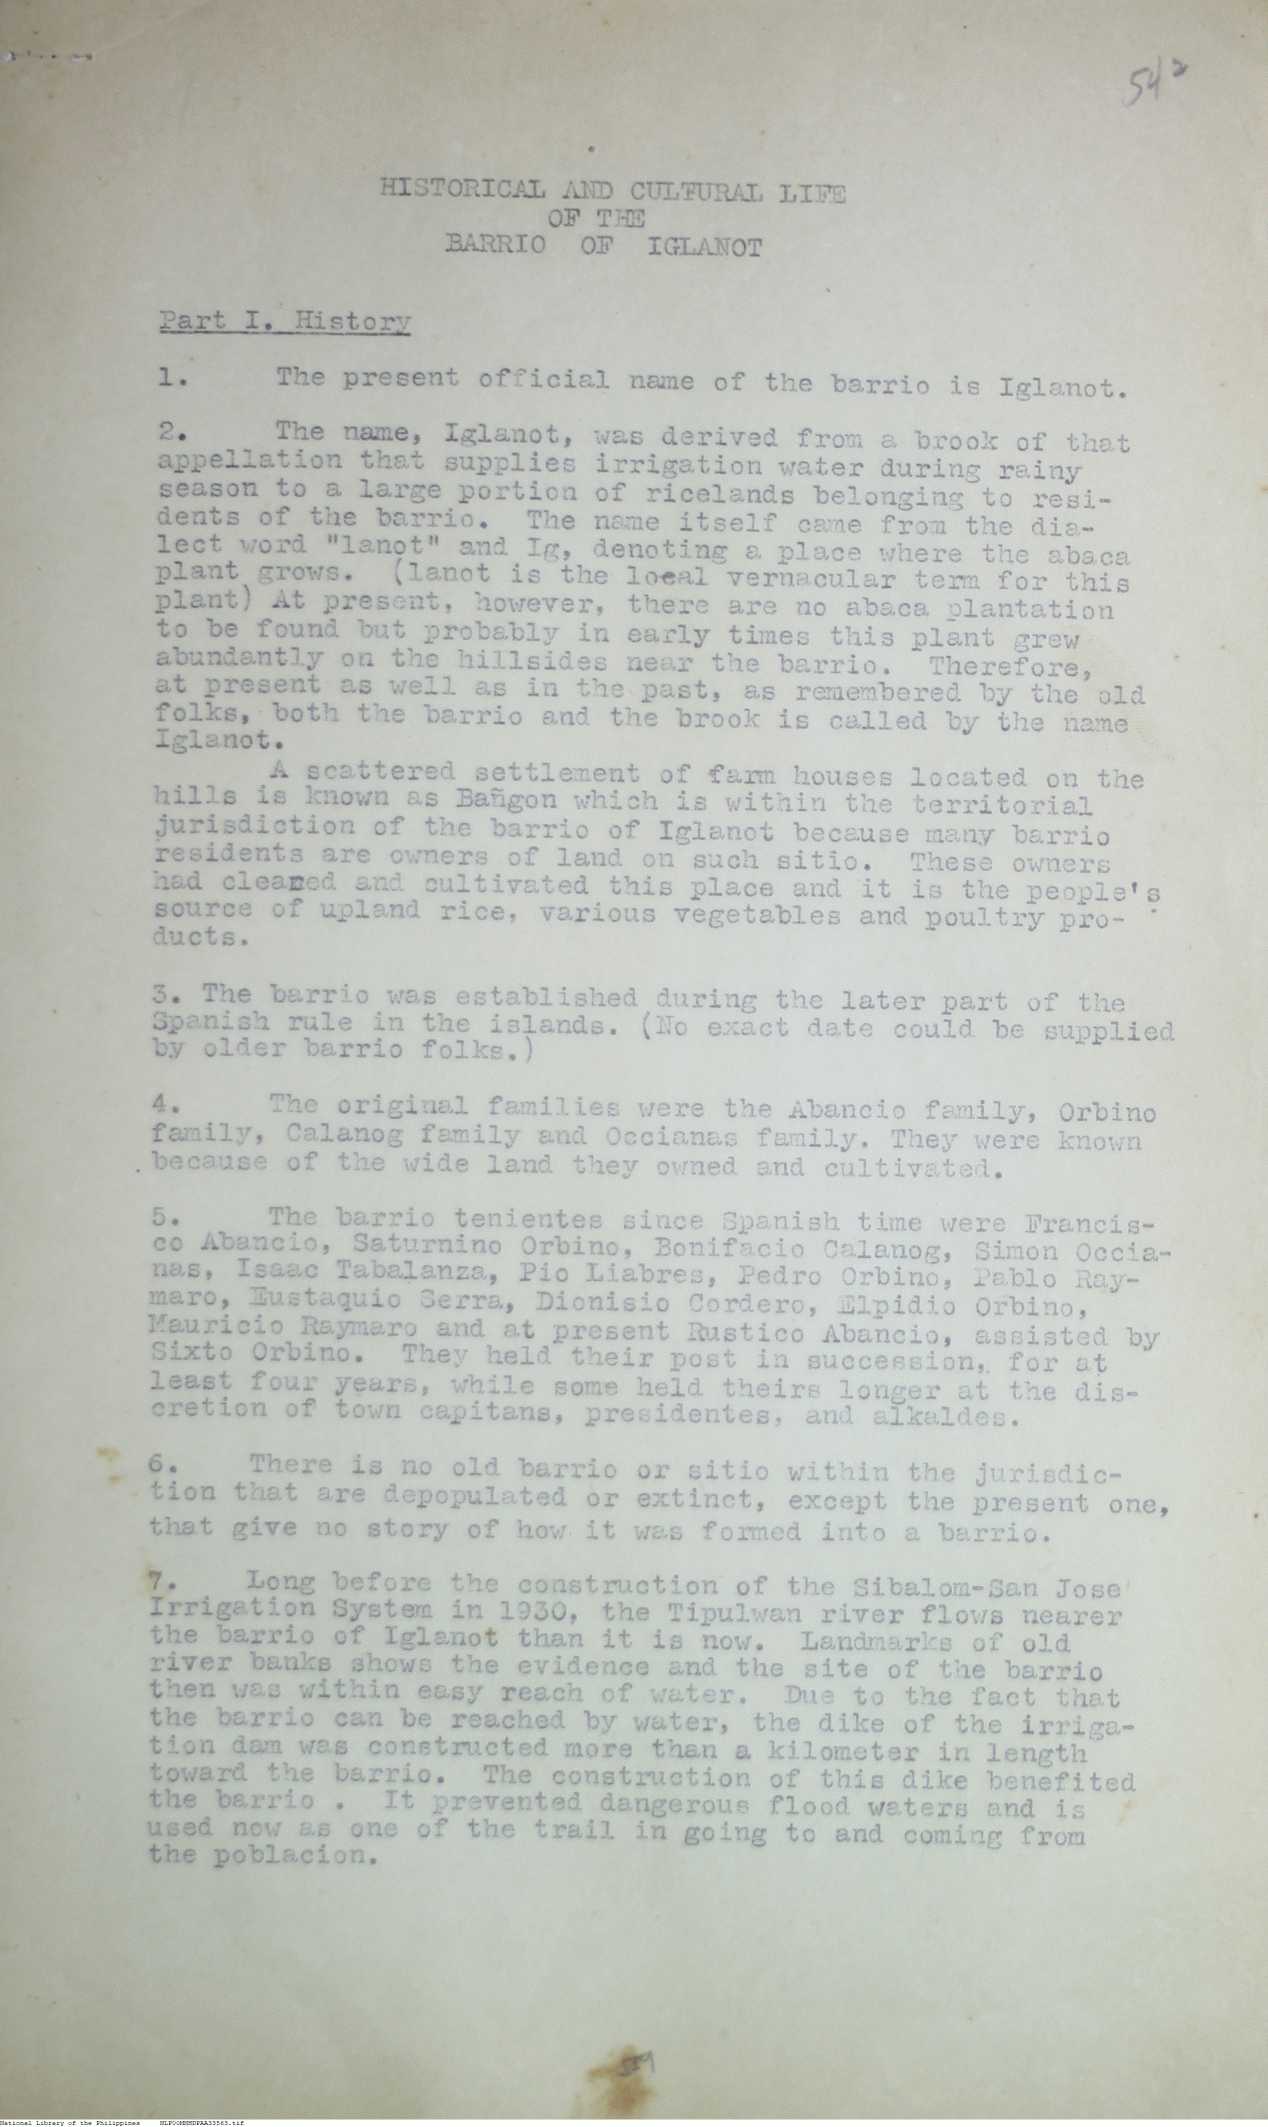 542
HISTORICAL AND CULTURAL LIFE
OF THE
BARRIO OF IGLANOT
Part I. History
1. The present official name of the barrio is Iglanot.
2. The name, Iglanot, was derived from a brook of that
appellation that supplies irrigation water during rainy
season to a large portion of ricelands belonging to resi-
dents of the barrio. The name itself came from the dia-
lect word "lanot" and Ig, denoting a place where the abaca
plant grows. (lanot is the local vernacular term for this
plant) At present, however, there are no abaca plantation
to be found but probably in early times this plant grew
abundantly on the hillsides near the barrio. Therefore,
at present as well as in the past, as remembered by the old
folks, both the barrio and the brook is called by the name
Iglanot.
A scattered settlement of farm houses located on the
hills is known as Bañgon which is within the territorial
jurisdiction of the barrio of Iglanot because many barrio
residents are owners of land on such sitio. These owners
had cleared and cultivated this place and it is the people's
source of upland rice, various vegetables and poultry pro-
ducts.
3. The barrio was established during the later part of the
Spanish rule in the islands. (No exact date could be supplied
by older barrio folks.)
4. The original families were the Abancio family, Orbino
family, Calanog family and Occianas family. They were known
because of the wide land they owned and cultivated.
5. The barrio tenientes since Spanish time were Francis-
co Abancio, Saturnino Orbino, Bonifacio Calanog, Simon Occia-
nas, Isaac Tabalanza, Pio Liabres, Pedro Orbino, Pablo Ray-
maro, Eustaquio Serra, Dionisio Cordero, Elpidio Orbino,
Mauricio Raymaro and at present Rustico Abancio, assisted by
Sixto Orbino. They held their post in succession, for at
least four years, while some held theirs longer at the dis-
cretion of town capitans, presidentes, and alkaldes.
6. There is no old barrio or sitio within the jurisdic-
tion that are depopulated or extinct, except the present one,
that give no story of how it was formed into a barrio.
7. Long before the construction of the Sibalom-San Jose
Irrigation System in 1930, the Tipulwan river flows nearer
the barrio of Iglanot than it is now. Landmarks of old
river banks shows the evidence and the site of the barrio
then was within easy reach of water. Due to the fact that
the barrio can be reached by water, the dike of the irriga-
tion dam was constructed more than a kilometer in length
toward the barrio. The construction of this dike benefited
the barrio . It prevented dangerous flood waters and is
used now as one of the trail in going to and coming from
the poblacion.
National Library of the Philippines